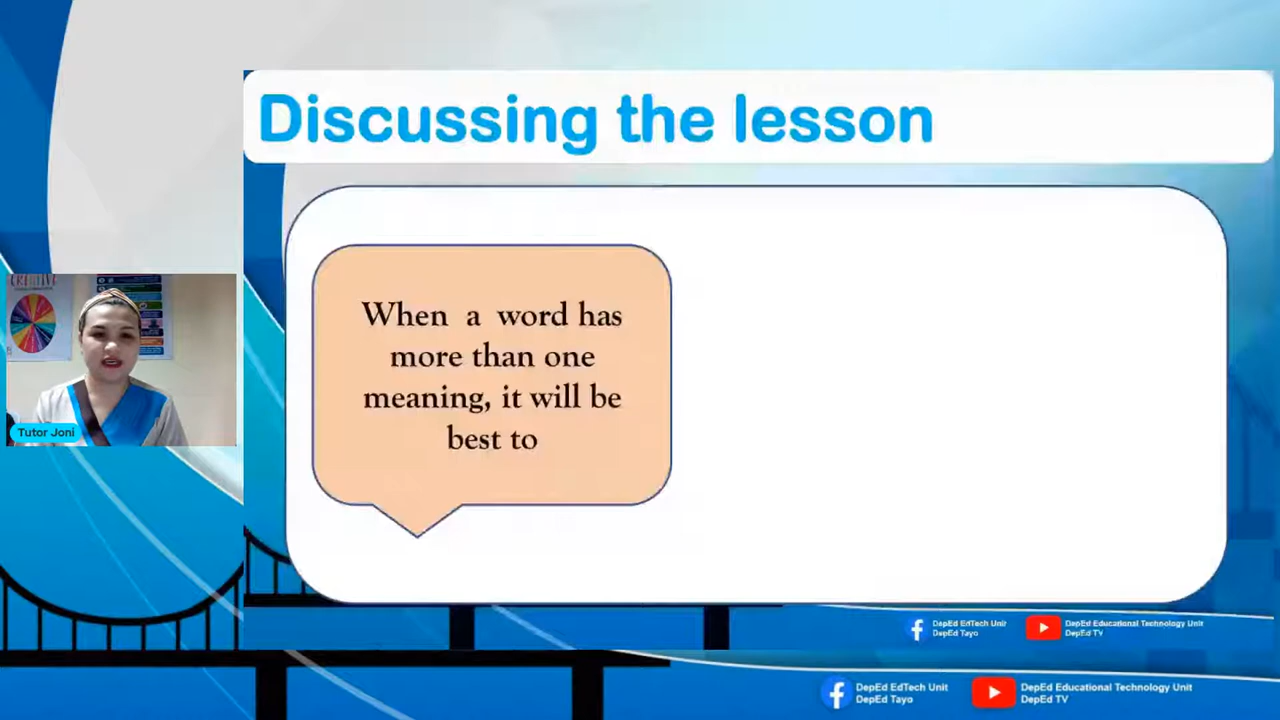 Discussing the lesson
When a word has
more than one
meaning, it will be
best to
CREATIVE
Tutor Joni
DepEd EdTech Unit
DepEd Tayo
DepEd Educational Technology Unit
DepEd TV
DepEd EdTech Unit
DepEd Tayo
DepEd Educational Technology Unit
DepEd TV